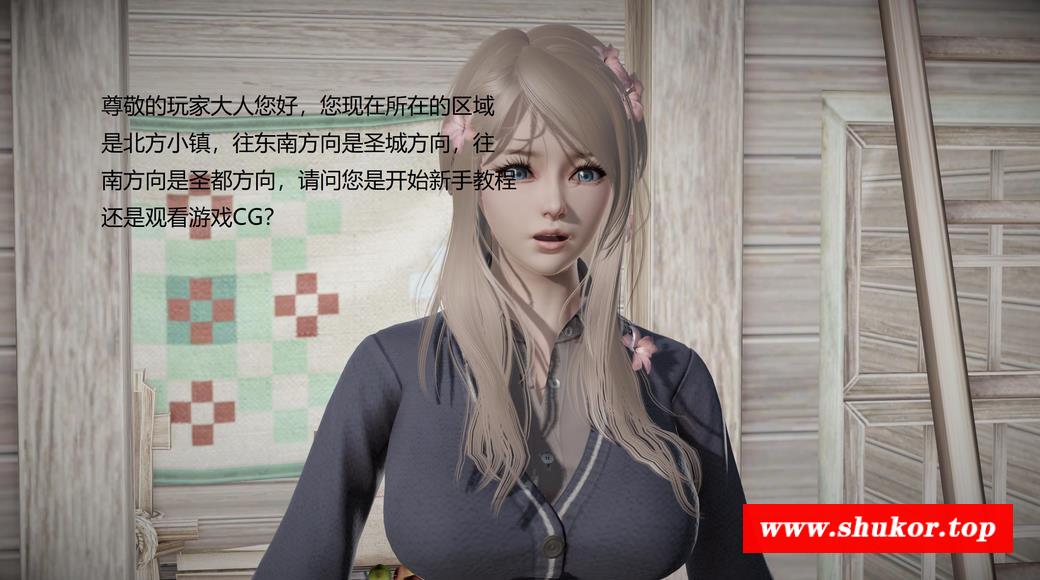 尊敬的玩家大人您好，您现在所在的区域
是北方小镇，往东南方向是圣城方向，往
南方向是圣都方向，请问您是开始新手教程
还是观看游戏CG？
www.shukor.top